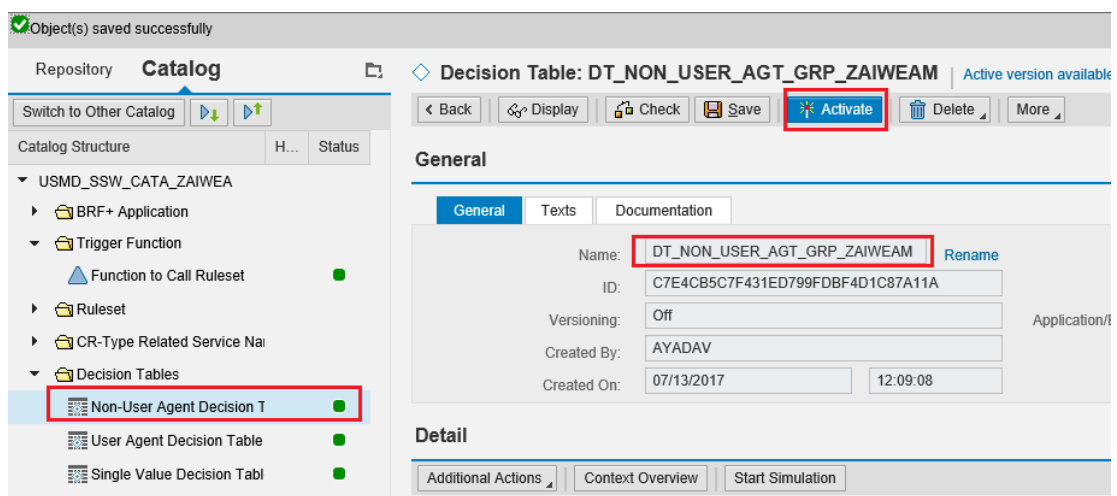 Object(s) saved successfully
Repository Catalog
Decision Table: DT_NON_USER_AGT_GRP_ZAIWEAM Active version available
Switch to Other Catalog
Back Display Check Save Activate Delete More
Catalog Structure H... Status
General
USMD_SSW_CATA_ZAIWEA
BRF+ Application
General Texts Documentation
Trigger Function
Name: DT_NON_USER_AGT_GRP_ZAIWEAM Rename
Function to Call Ruleset
ID: C7E4CB5C7F431ED799FDBF4D1C87A11A
Ruleset
Versioning: Off Application/
CR-Type Related Service Na
Created By: AYADAV
Decision Tables
Created On: 07/13/2017 12:09:08
Non-User Agent Decision T
User Agent Decision Table
Detail
Single Value Decision Tabl
Additional Actions Context Overview Start Simulation